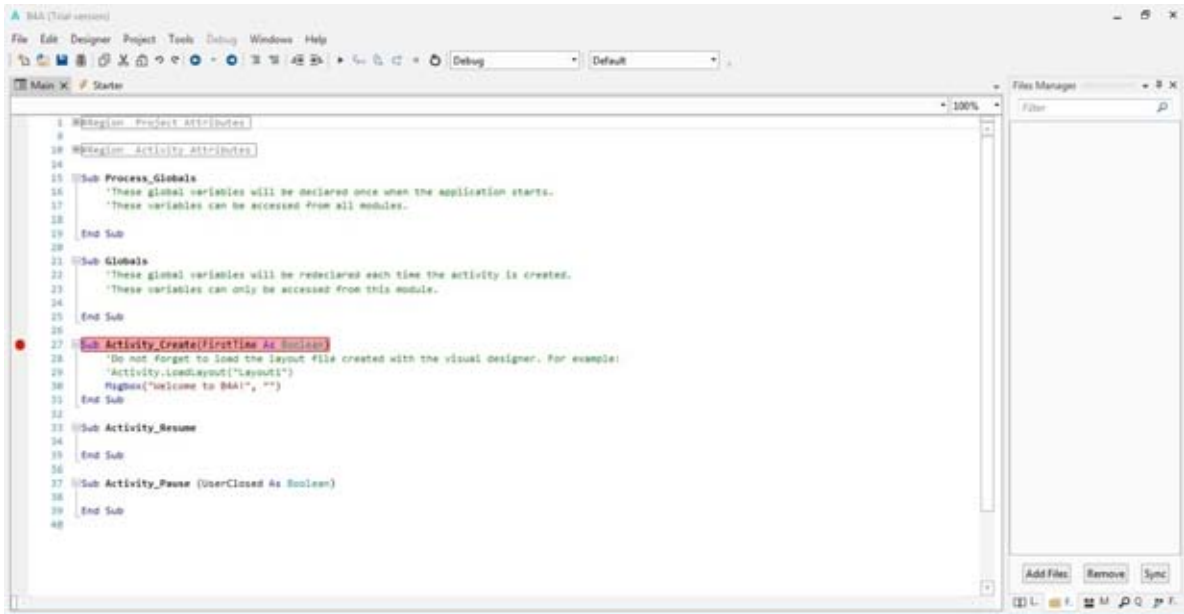 B4A (Trial version)
File Edit Designer Project Tools Debug Windows Help
Debug Default
Main Starter
Files Manager
100%
Filter
1 #Region Project Attributes
9
10 #Region Activity Attributes
14
15 Sub Process_Globals
16 'These global variables will be declared once when the application starts.
17 'These variables can be accessed from all modules.
18
19 End Sub
20
21 Sub Globals
22 'These global variables will be redeclared each time the activity is created.
23 'These variables can only be accessed from this module.
24
25 End Sub
26
27 Sub Activity_Create(FirstTime As Boolean)
28 'Do not forget to load the layout file created with the visual designer. For example:
29 'Activity.LoadLayout("Layout1")
30 Msgbox("Welcome to B4A!", "")
31 End Sub
32
33 Sub Activity_Resume
34
35 End Sub
36
37 Sub Activity_Pause (UserClosed As Boolean)
38
39 End Sub
40
Add Files Remove Sync
L. F. M Q F.